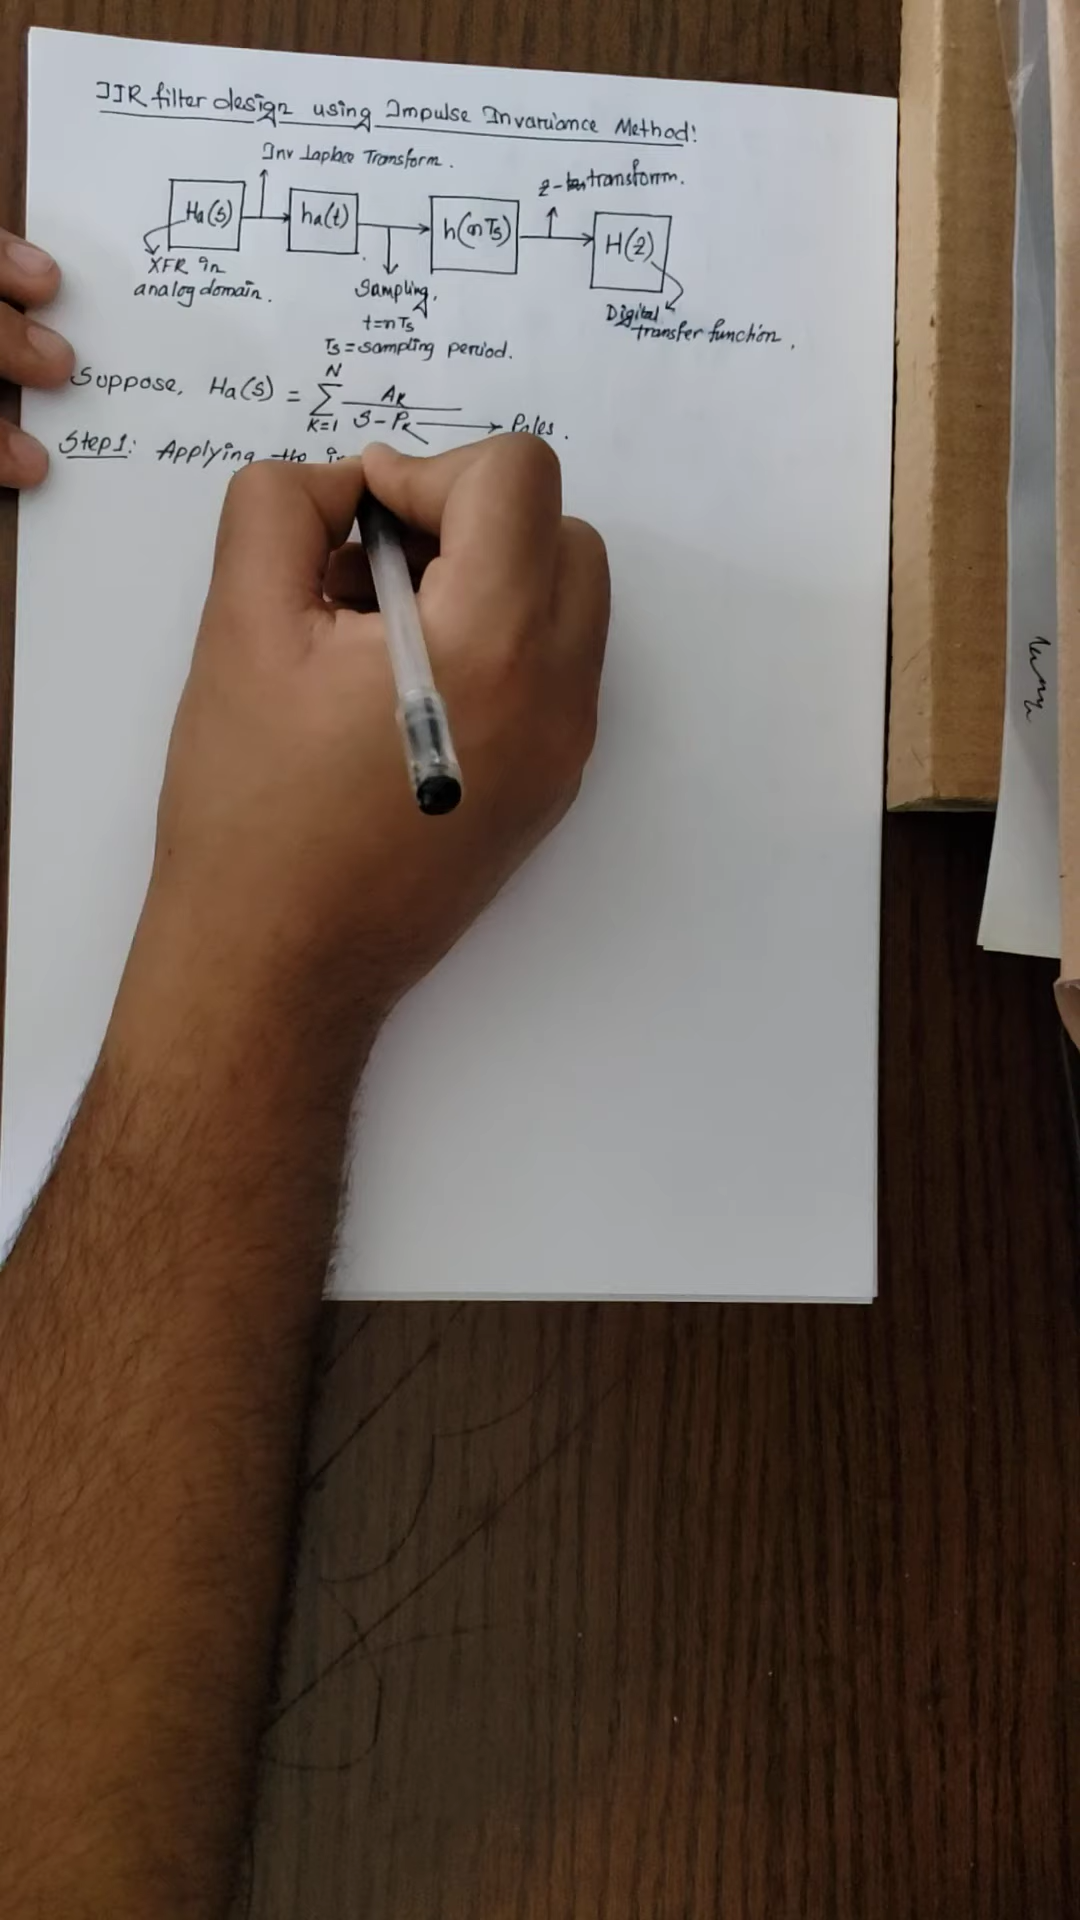 IIR filter design using Impulse Invariance Method:
Inv Laplace Transform.
z-transform.
Ha(s)
ha(t)
h(nTs)
H(z)
XFR in
analog domain.
Sampling,
t=nTs
Ts = sampling period.
Digital
transfer function.
Suppose, Ha(s) = N ∑ K=1 AK / S-PK → Poles.
Step1: Applying the